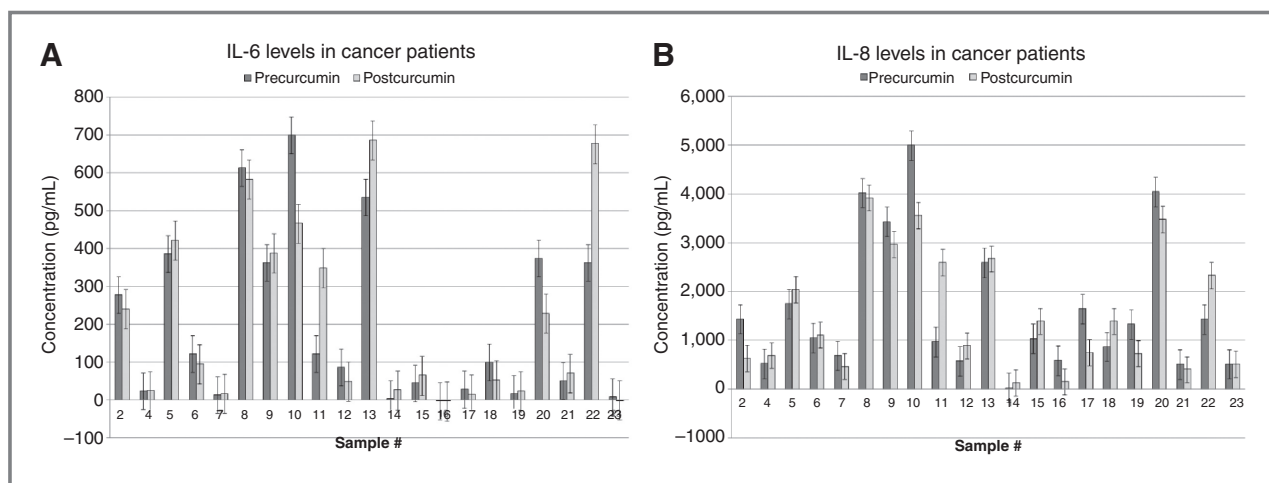 A
IL-6 levels in cancer patients
Precurcumin Postcurcumin
Concentration (pg/mL)
800
700
600
500
400
300
200
100
0
−100
2 4 5 6 7 8 9 10 11 12 13 14 15 16 17 18 19 20 21 22 23
Sample #
B
IL-8 levels in cancer patients
Precurcumin Postcurcumin
Concentration (pg/mL)
6,000
5,000
4,000
3,000
2,000
1,000
0
−1000
2 4 5 6 7 8 9 10 11 12 13 14 15 16 17 18 19 20 21 22 23
Sample #